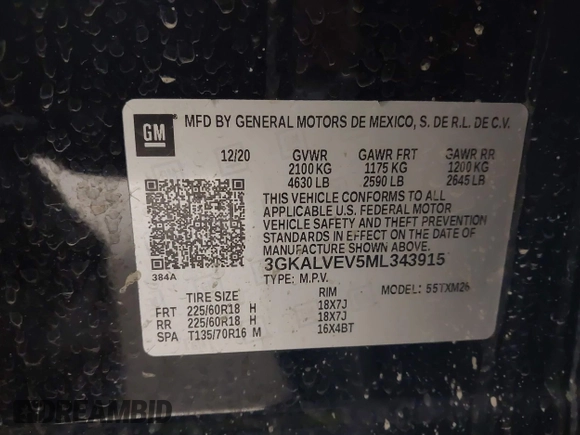 GM
MFD BY GENERAL MOTORS DE MEXICO, S. DE R.L. DE C.V.
12/20 GVWR GAWR FRT GAWR RR
2100 KG 1175 KG 1200 KG
4630 LB 2590 LB 2645 LB
THIS VEHICLE CONFORMS TO ALL
APPLICABLE U.S. FEDERAL MOTOR
VEHICLE SAFETY AND THEFT PREVENTION
STANDARDS IN EFFECT ON THE DATE OF
MANUFACTURE SHOWN ABOVE.
384A
3GKALVEV5ML343915
TYPE: M.P.V. MODEL: 55TXM26
TIRE SIZE RIM
FRT 225/60R18 H 18X7J
RR 225/60R18 H 18X7J
SPA T135/70R16 M 16X4BT
DREAMBID